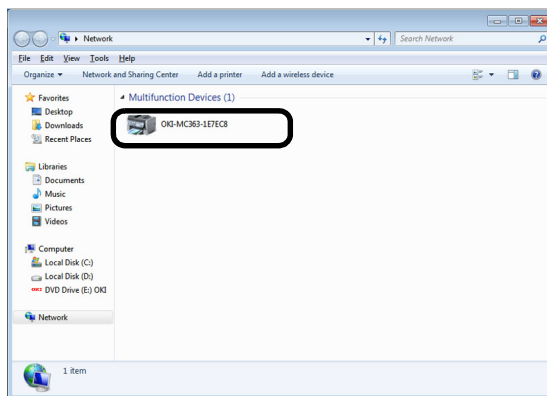 Network
Search Network
File Edit View Tools Help
Organize Network and Sharing Center Add a printer Add a wireless device
Favorites
Desktop
Downloads
Recent Places
Libraries
Documents
Music
Pictures
Videos
Computer
Local Disk (C:)
Local Disk (D:)
OKI DVD Drive (E:) OKI
Network
Multifunction Devices (1)
OKI-MC363-1E7EC8
1 item